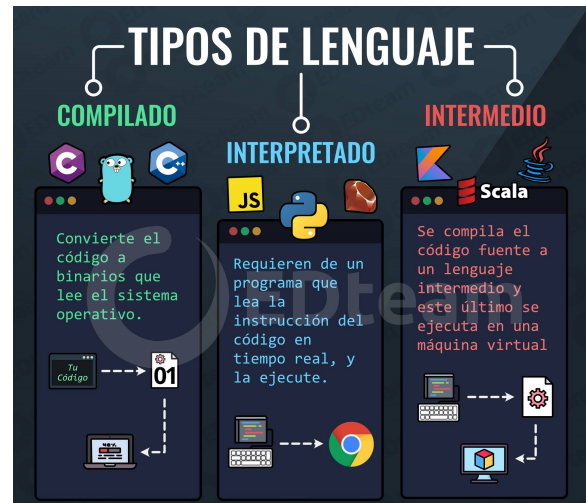 TIPOS DE LENGUAJE
COMPILADO
C
C++
Convierte el
código a
binarios que
lee el sistema
operativo.
Tu
Código
01
INTERPRETADO
JS
Requieren de un
programa que
lea la
instrucción del
código en
tiempo real, y
la ejecute.
INTERMEDIO
Scala
Se compila el
código fuente a
un lenguaje
intermedio y
este último se
ejecuta en una
máquina virtual
EDteam